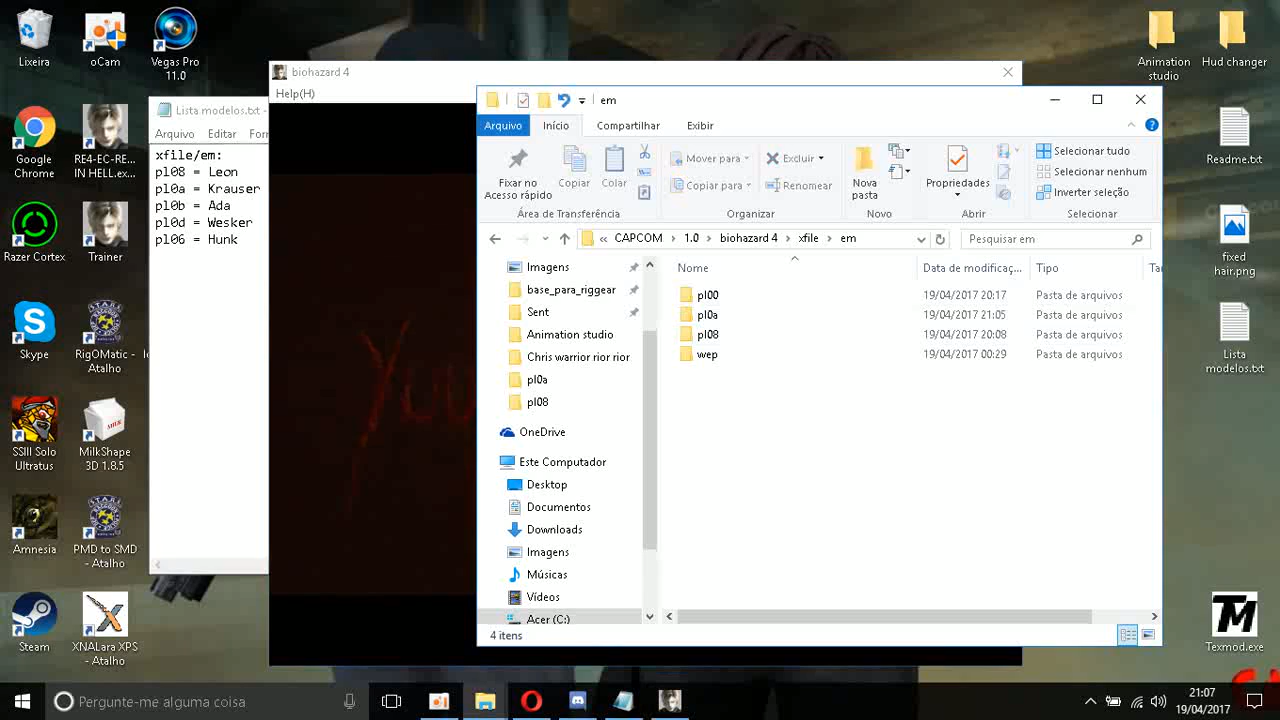 Lixeira
oCam
Vegas Pro
11.0
Google
Chrome
RE4-EC-RE...
IN HELL.ex...
Razer Cortex
Trainer
Skype
RigOMatic -
Atalho
SSIII Solo
Ultratus
MilkShape
3D 1.8.5
MILK
Amnesia
PMD to SMD
- Atalho
Steam
XNALara XPS
- Atalho
Lista modelos.txt -
Arquivo Editar For
xfile/em:
pl08 = Leon
pl0a = Krauser
pl0b = Ada
pl0d = Wesker
pl06 = Hunk
biohazard 4
Help(H)
You
em
Arquivo Início Compartilhar Exibir
Fixar no
Acesso rápido
Copiar
Colar
Área de Transferência
Mover para
Copiar para
Excluir
Renomear
Organizar
Nova
pasta
Novo
Propriedades
Abrir
Selecionar tudo
Selecionar nenhum
Inverter seleção
Selecionar
« CAPCOM > 1.0 > biohazard 4 > xfile > em
Pesquisar em
Imagens
base_para_riggear
Sent
Animation studio
Chris warrior rior rior
pl0a
pl08
OneDrive
Este Computador
Desktop
Documentos
Downloads
Imagens
Músicas
Vídeos
Acer (C:)
Nome Data de modificaç... Tipo Ta
pl00 19/04/2017 20:17 Pasta de arquivos
pl0a 19/04/2017 21:05 Pasta de arquivos
pl08 19/04/2017 20:08 Pasta de arquivos
wep 19/04/2017 00:29 Pasta de arquivos
4 itens
Animation
studio
Hud changer
Readme.txt
fixed
hair.png
Lista
modelos.txt
TM
Texmod.exe
Pergunte-me alguma coisa
21:07
19/04/2017